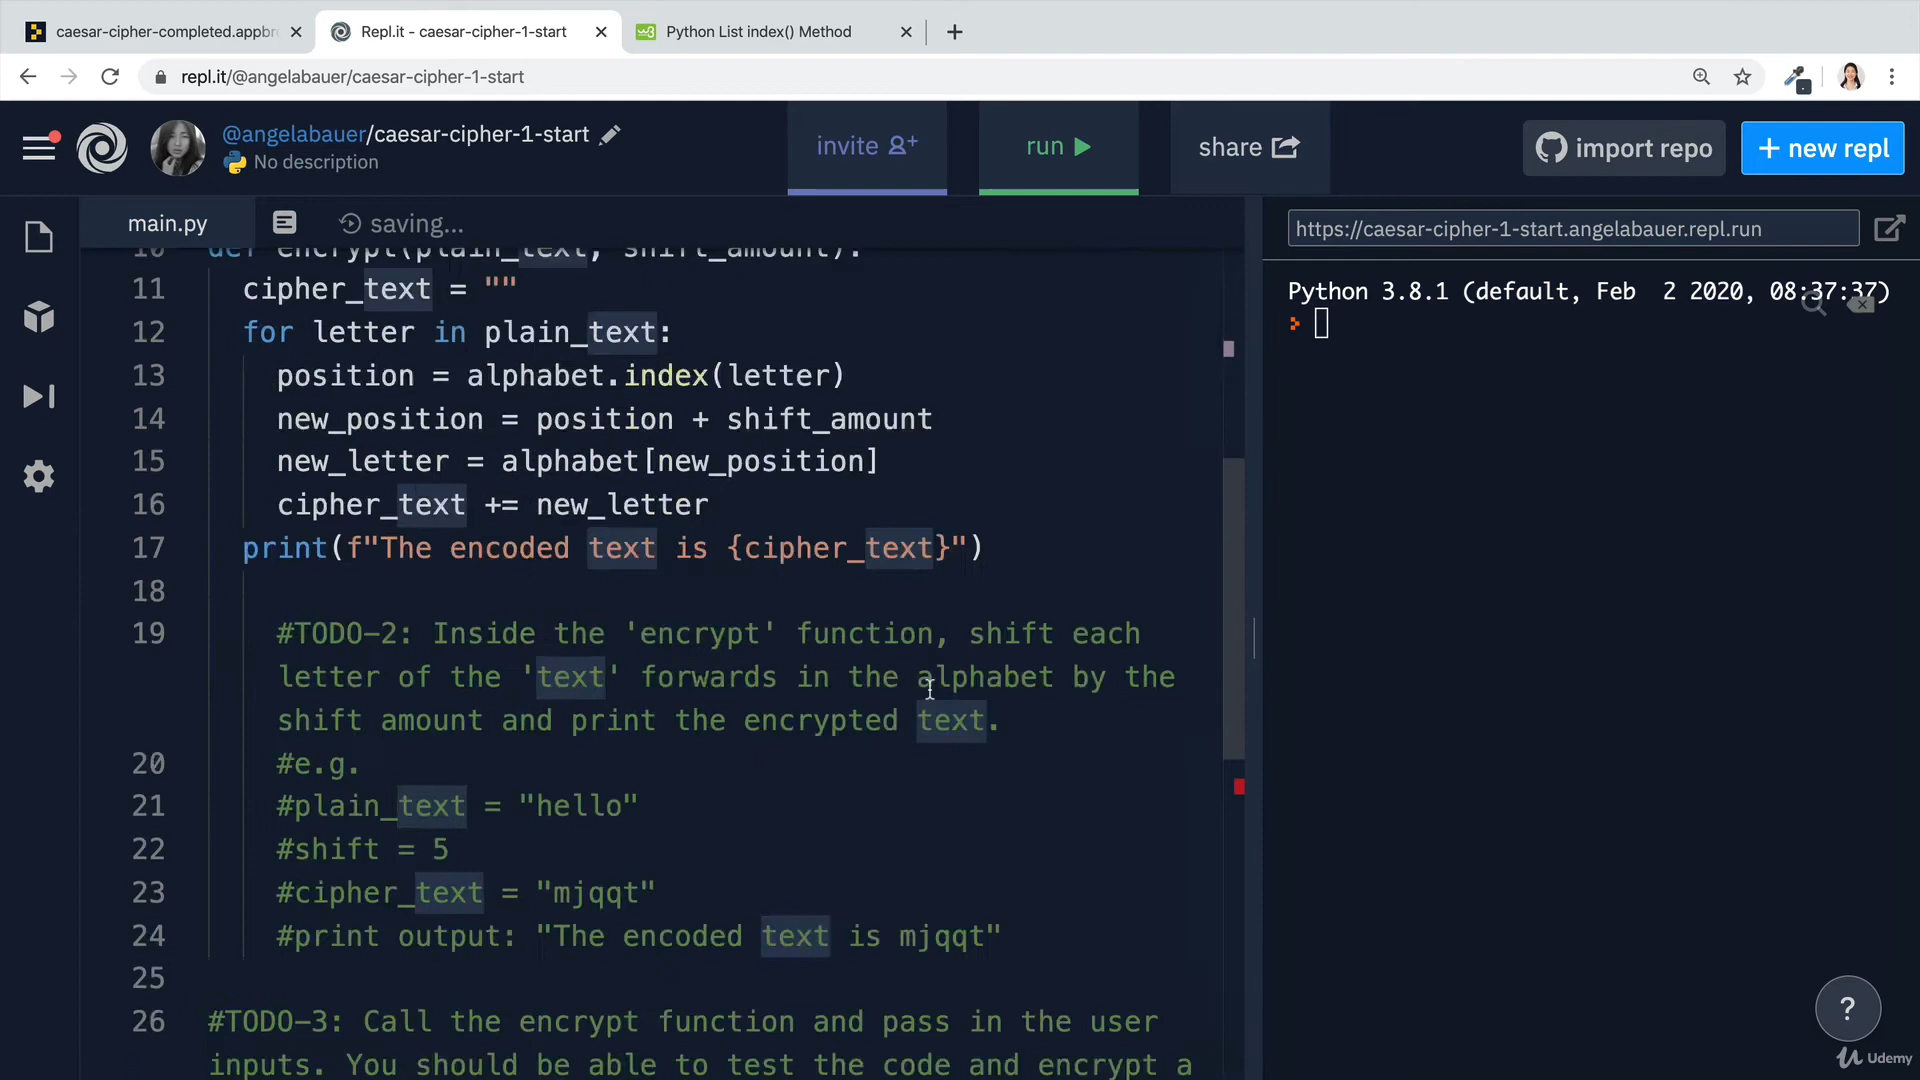 caesar-cipher-completed.appbr
Repl.it - caesar-cipher-1-start
Python List index() Method
repl.it/@angelabauer/caesar-cipher-1-start
@angelabauer/caesar-cipher-1-start
No description
invite
run
share
import repo
+ new repl
main.py
saving...
https://caesar-cipher-1-start.angelabauer.repl.run
Python 3.8.1 (default, Feb  2 2020, 08:37:37)
10 def encrypt(plain_text, shift_amount):
11 cipher_text = ""
12 for letter in plain_text:
13 position = alphabet.index(letter)
14 new_position = position + shift_amount
15 new_letter = alphabet[new_position]
16 cipher_text += new_letter
17 print(f"The encoded text is {cipher_text}")
18
19 #TODO-2: Inside the 'encrypt' function, shift each
letter of the 'text' forwards in the alphabet by the
shift amount and print the encrypted text.
20 #e.g.
21 #plain_text = "hello"
22 #shift = 5
23 #cipher_text = "mjqqt"
24 #print output: "The encoded text is mjqqt"
25
26 #TODO-3: Call the encrypt function and pass in the user
inputs. You should be able to test the code and encrypt a
?
Udemy